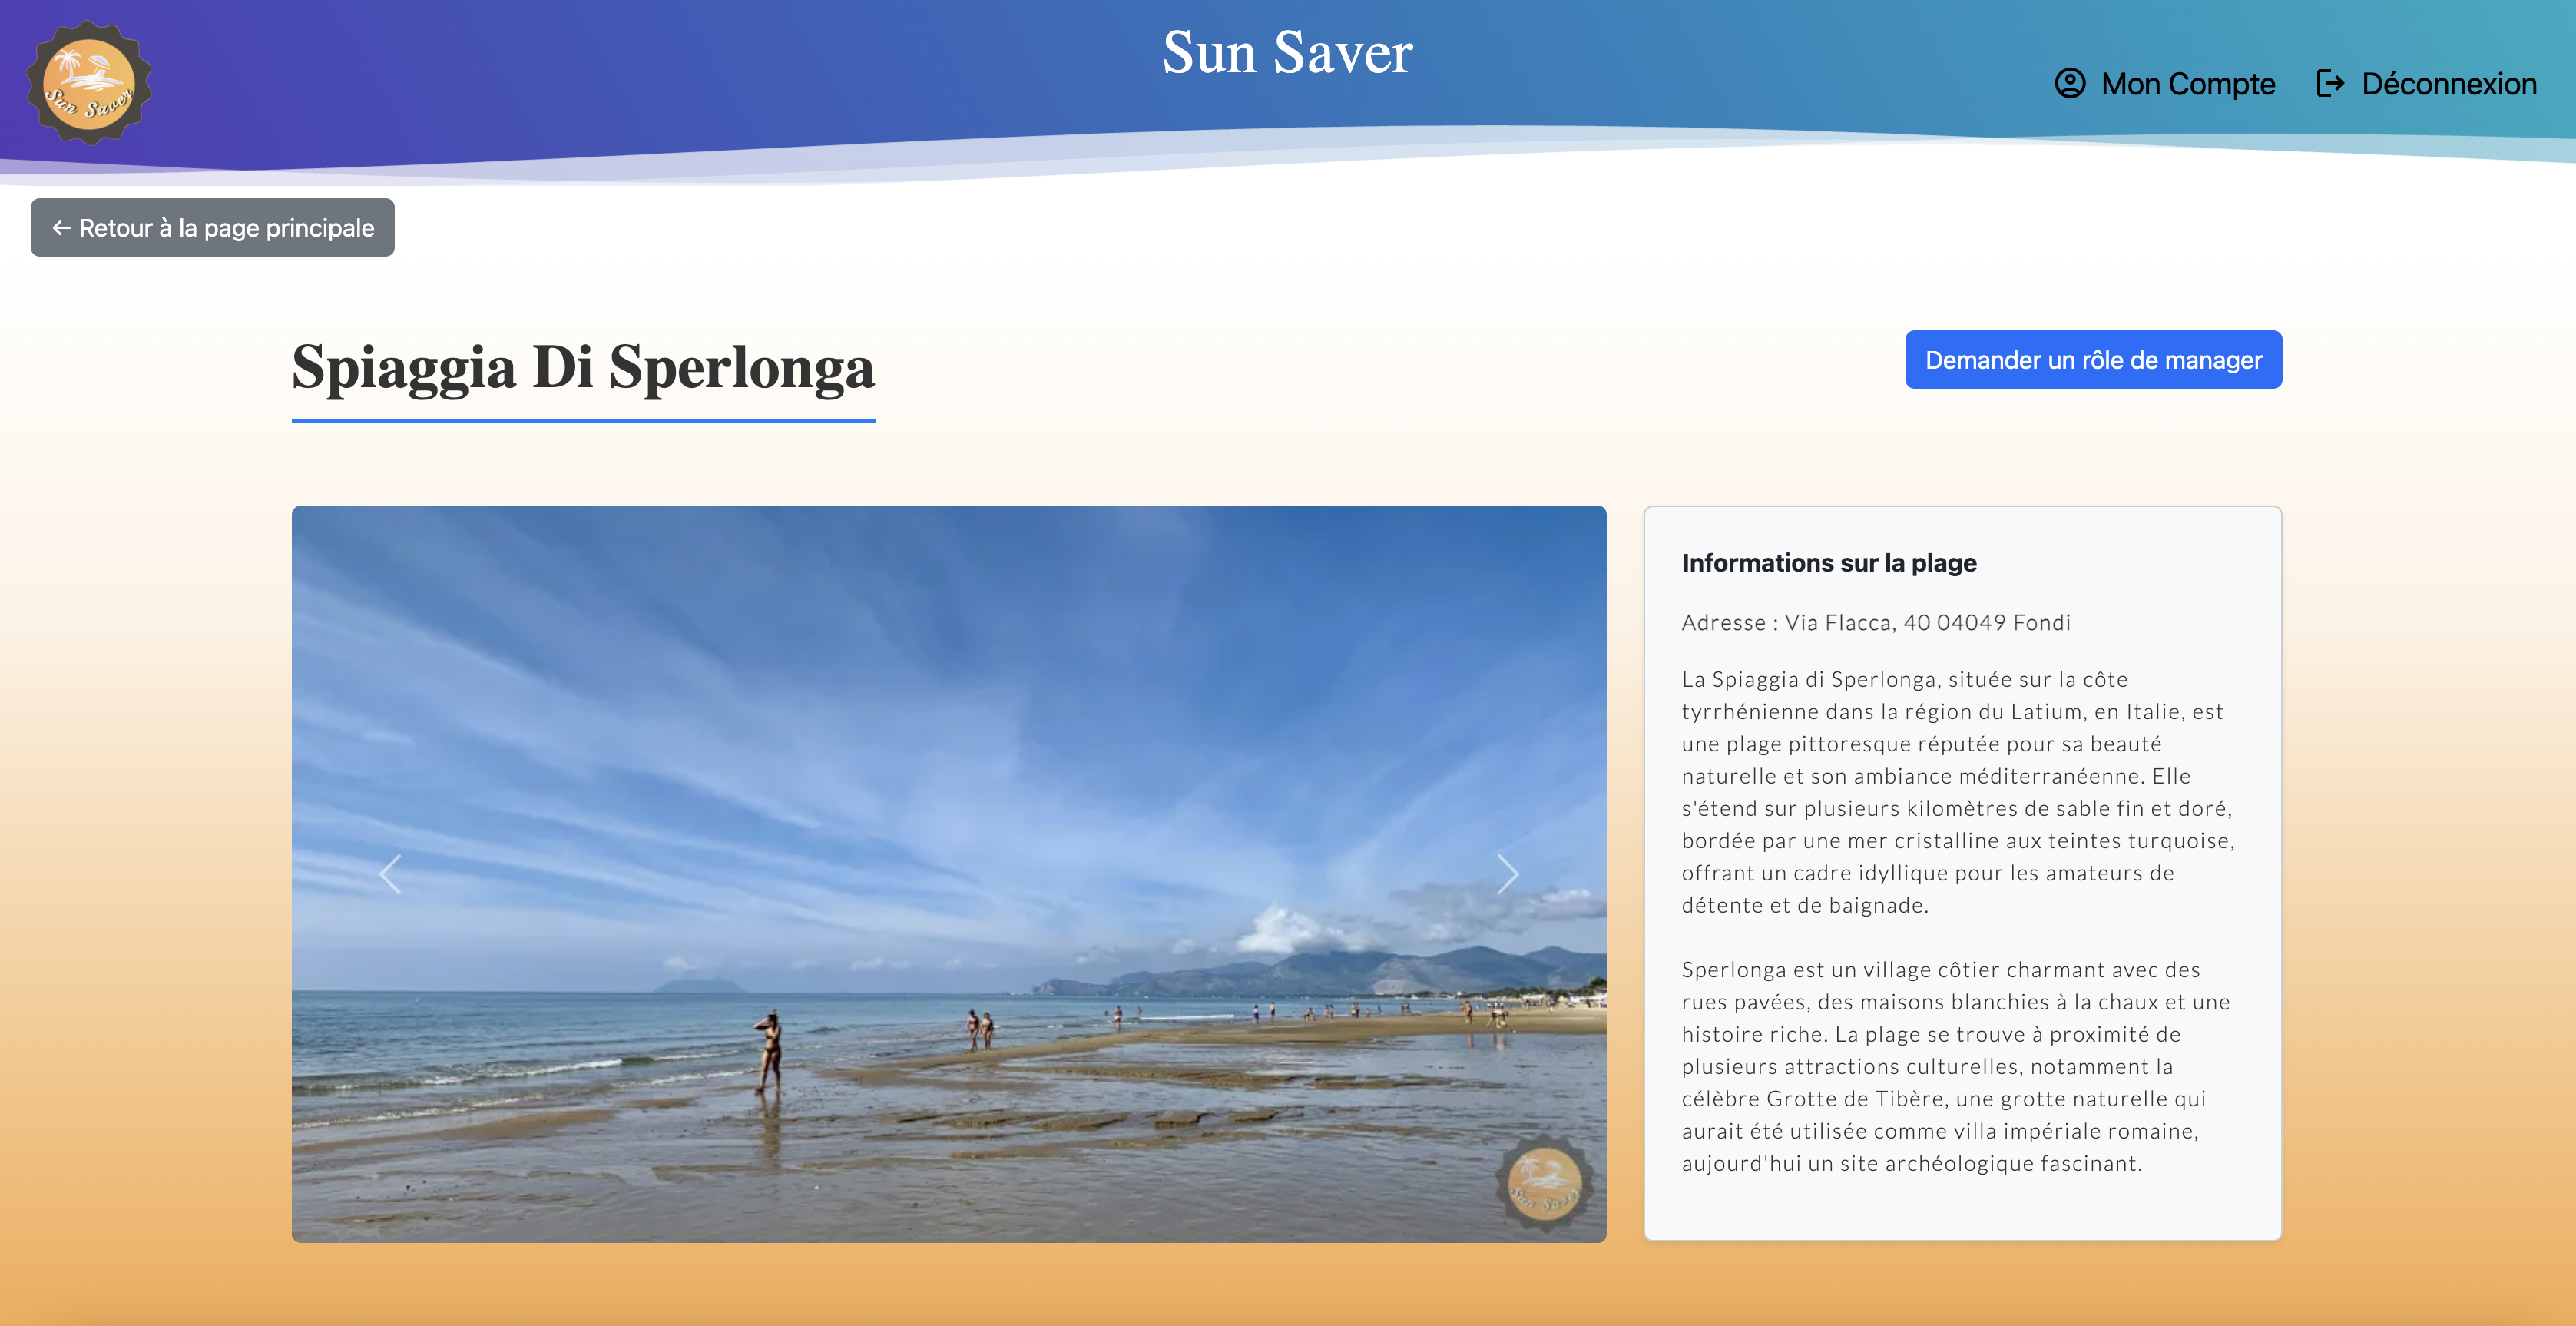 Sun Saver
Sun Saver
Mon Compte
Déconnexion
← Retour à la page principale
Spiaggia Di Sperlonga
Demander un rôle de manager
Informations sur la plage
Adresse : Via Flacca, 40 04049 Fondi
La Spiaggia di Sperlonga, située sur la côte
tyrrhénienne dans la région du Latium, en Italie, est
une plage pittoresque réputée pour sa beauté
naturelle et son ambiance méditerranéenne. Elle
s'étend sur plusieurs kilomètres de sable fin et doré,
bordée par une mer cristalline aux teintes turquoise,
offrant un cadre idyllique pour les amateurs de
détente et de baignade.
Sperlonga est un village côtier charmant avec des
rues pavées, des maisons blanchies à la chaux et une
histoire riche. La plage se trouve à proximité de
plusieurs attractions culturelles, notamment la
célèbre Grotte de Tibère, une grotte naturelle qui
aurait été utilisée comme villa impériale romaine,
aujourd'hui un site archéologique fascinant.
Sun Saver